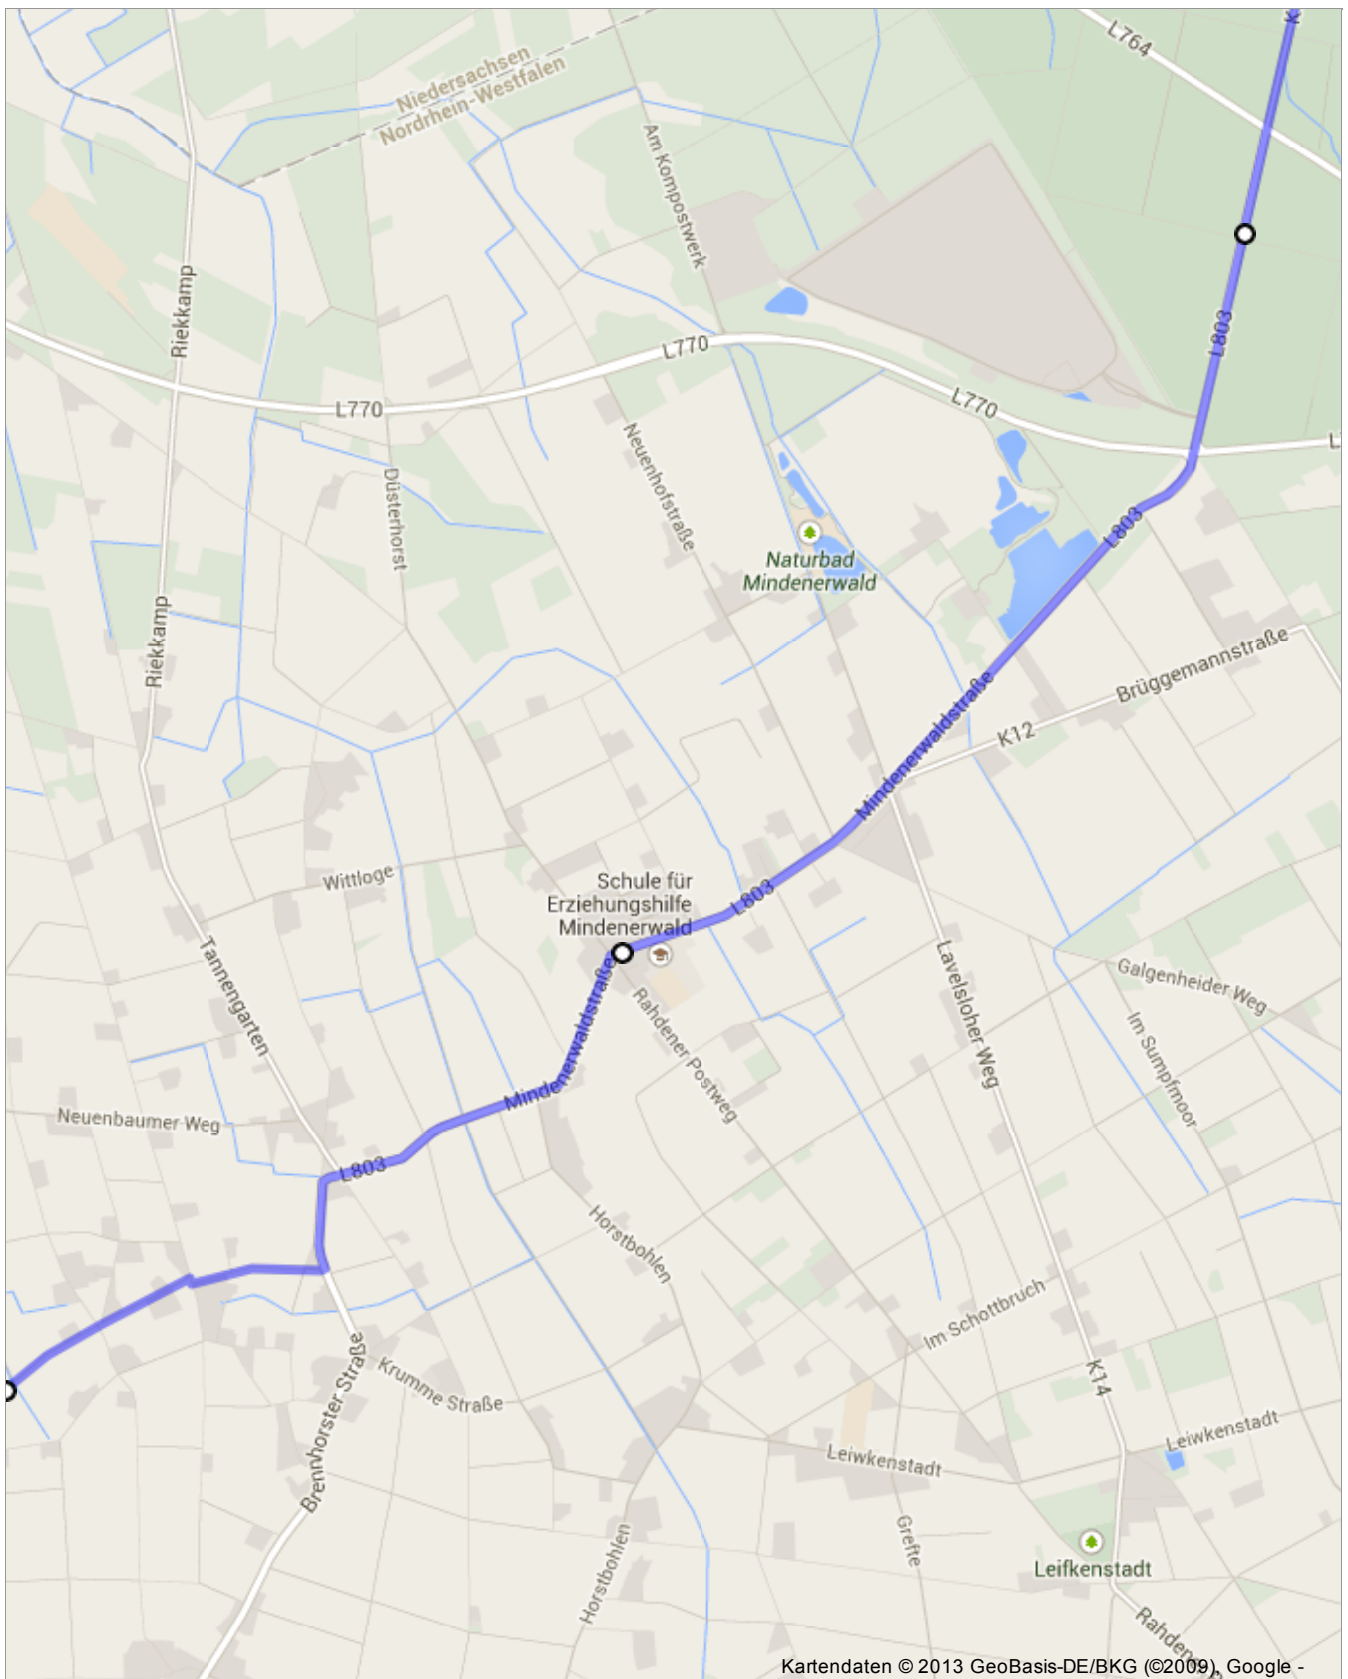 K
L764
Niedersachsen
Nordrhein-Westfalen
Am Kompostwerk
Riekkamp
L803
L770
L770
L770
Neuenhofstraße
Düsterhorst
L803
Naturbad
Mindenerwald
Riekkamp
Brüggemannstraße
Mindenerwaldstraße
K12
Wittloge
Schule für
Erziehungshilfe
Mindenerwald
L803
Tannengarten
Lavelsloher Weg
Galgenheider Weg
Mindenerwaldstraße
Rahdener Postweg
Im Sumpfmoor
Neuenbaumer Weg
L803
Horstbohlen
Im Schottbruch
K14
Krumme Straße
Brennhorster Straße
Leiwkenstadt
Leiwkenstadt
Grefte
Horstbohlen
Leifkenstadt
Kartendaten © 2013 GeoBasis-DE/BKG (©2009), Google -